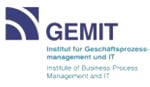 GEMIT
Institut für Geschäftsprozess-
management und IT
Institute of Business Process
Management and IT